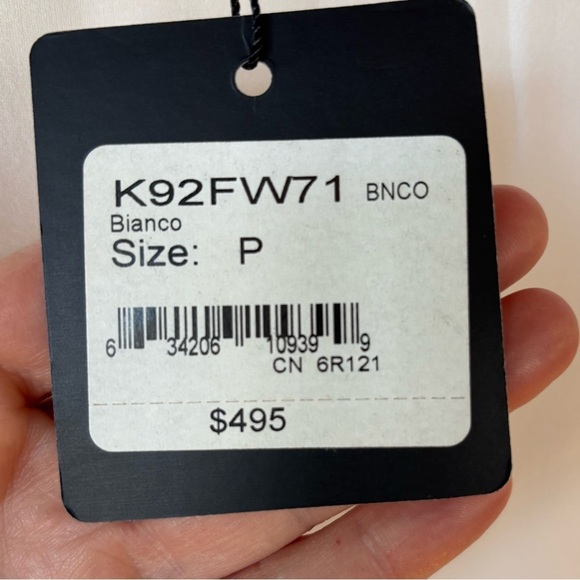 K92FW71 BNCO
Bianco
Size: P
6 34206 10939 9
CN 6R121
$495